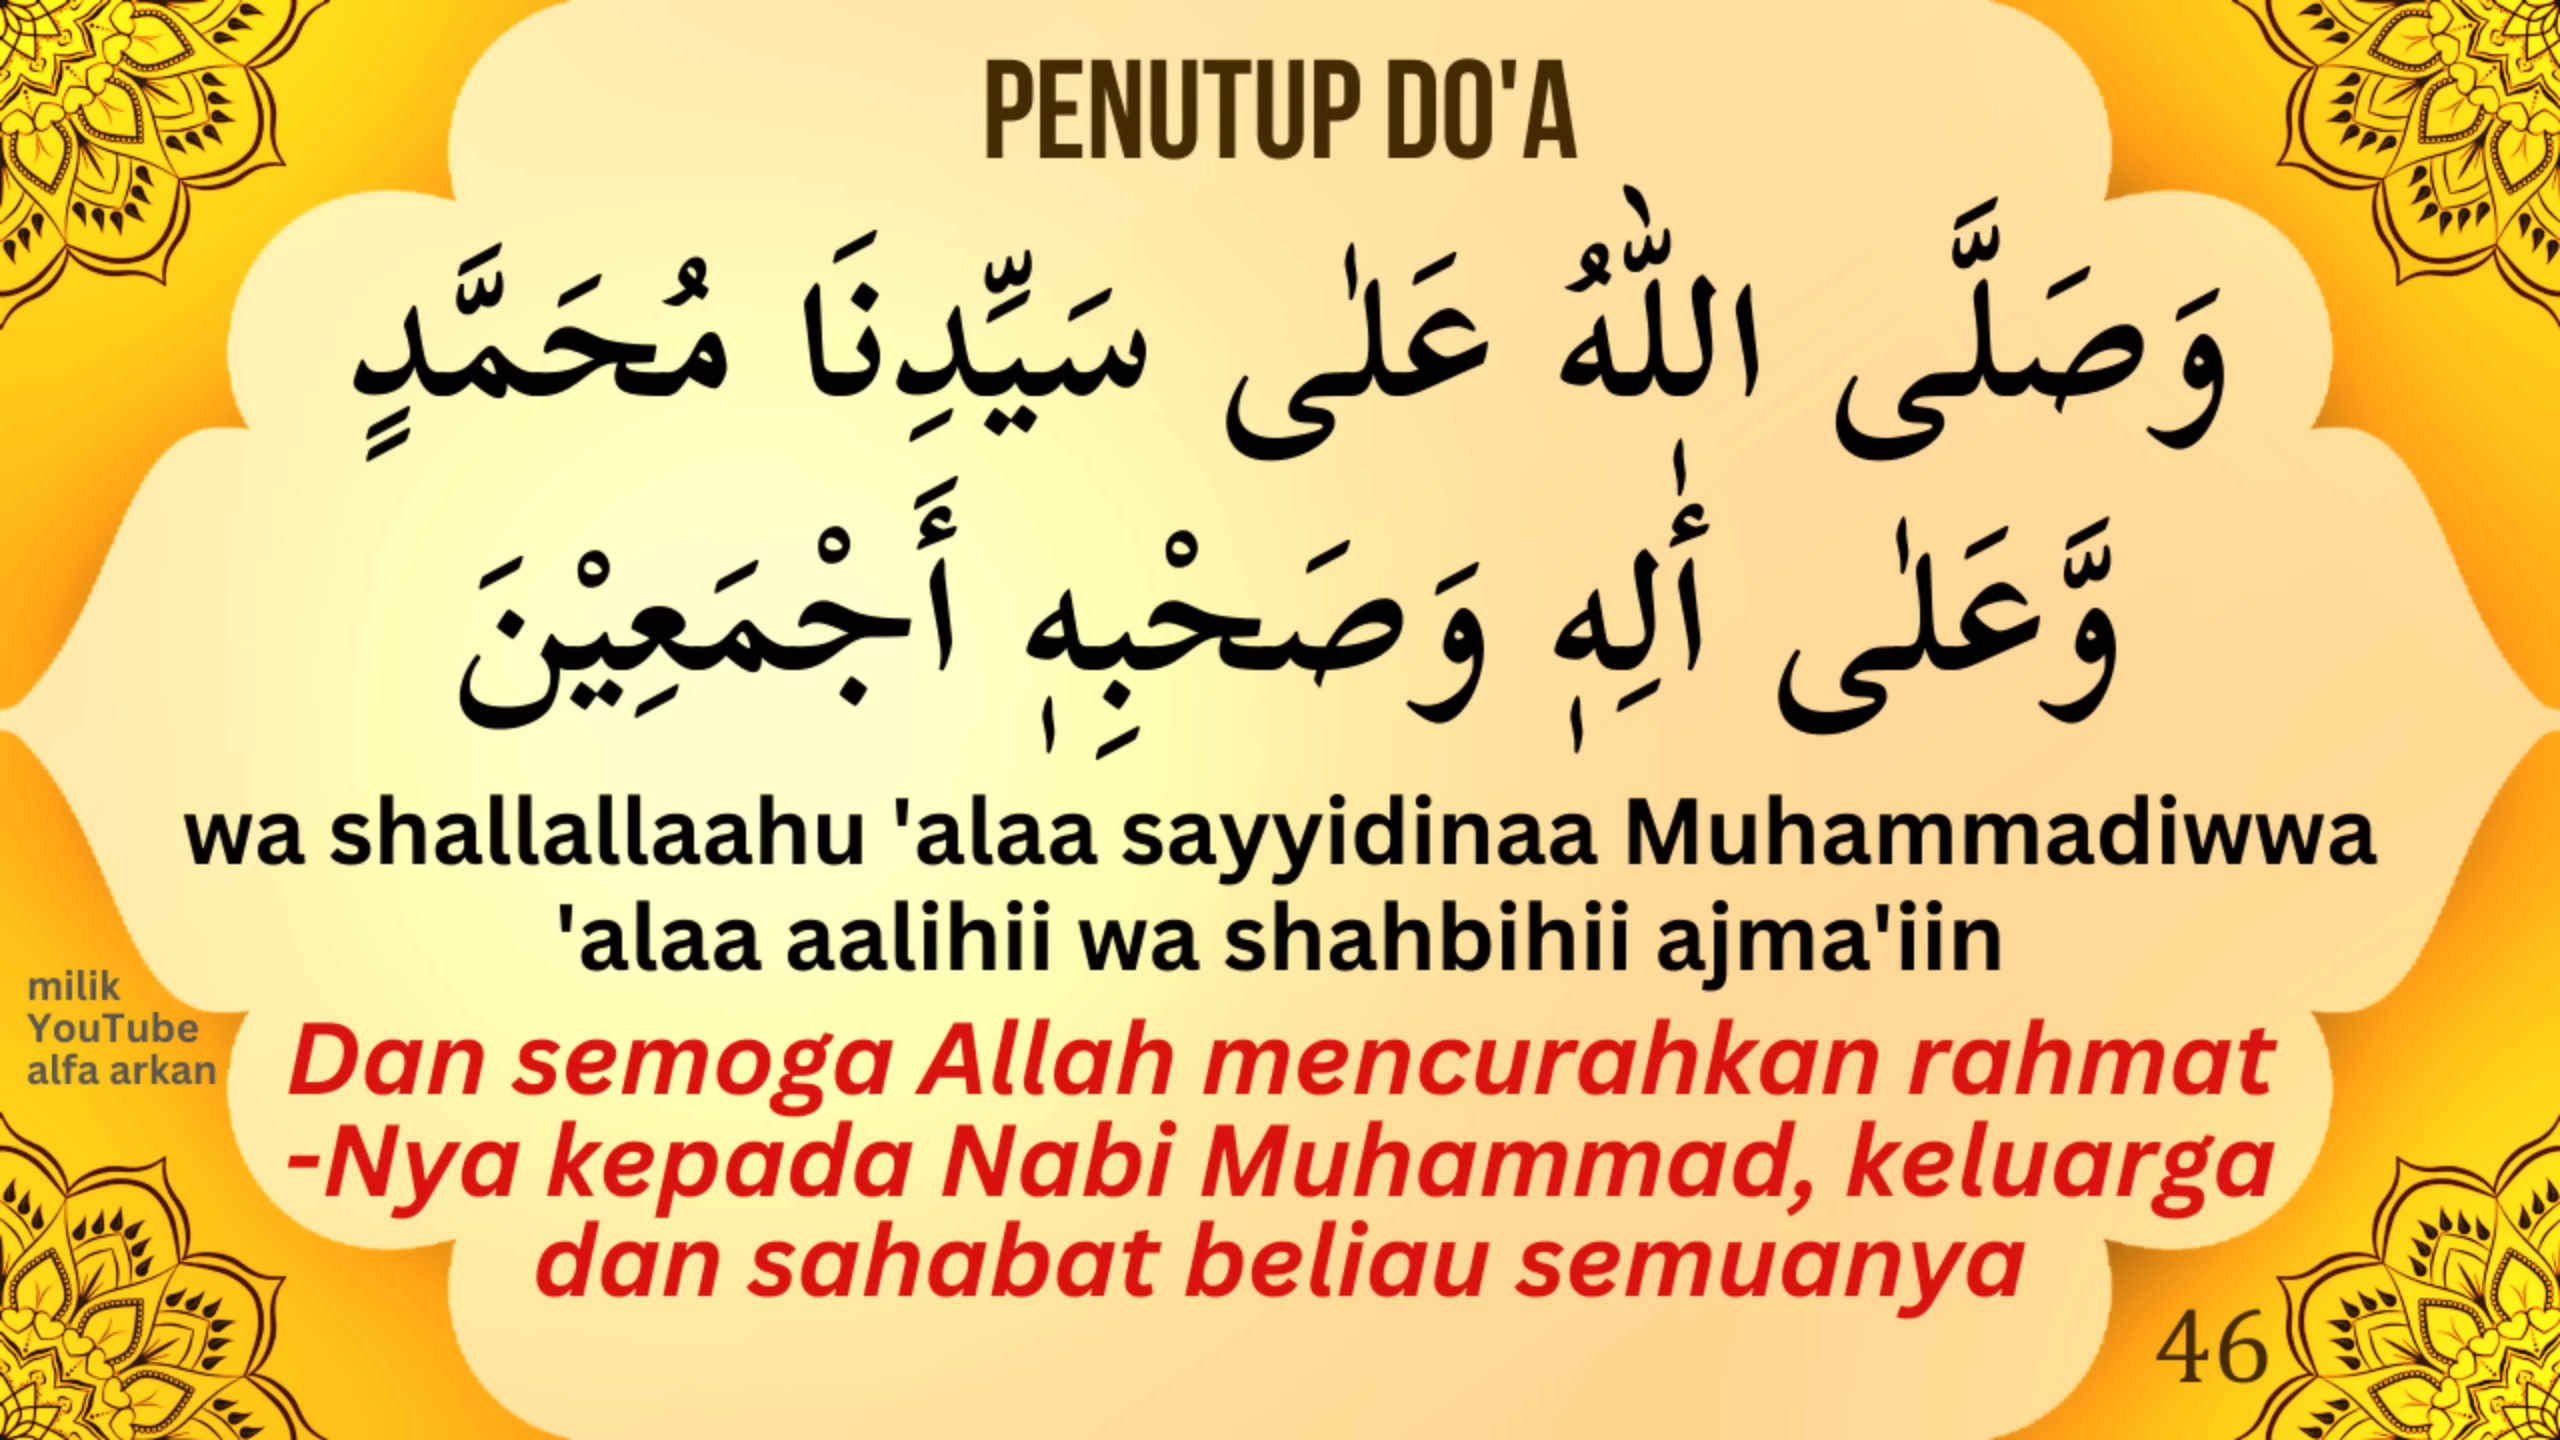 PENUTUP DO'A
وَصَلَّى اللّٰهُ عَلٰى سَيِّدِنَا مُحَمَّدٍ
وَّعَلٰى أٰلِهٖ وَصَحْبِهٖ أَجْمَعِيْنَ
wa shallallaahu 'alaa sayyidinaa Muhammadiwwa
'alaa aalihii wa shahbihii ajma'iin
milik
YouTube
alfa arkan
Dan semoga Allah mencurahkan rahmat
-Nya kepada Nabi Muhammad, keluarga
dan sahabat beliau semuanya
46